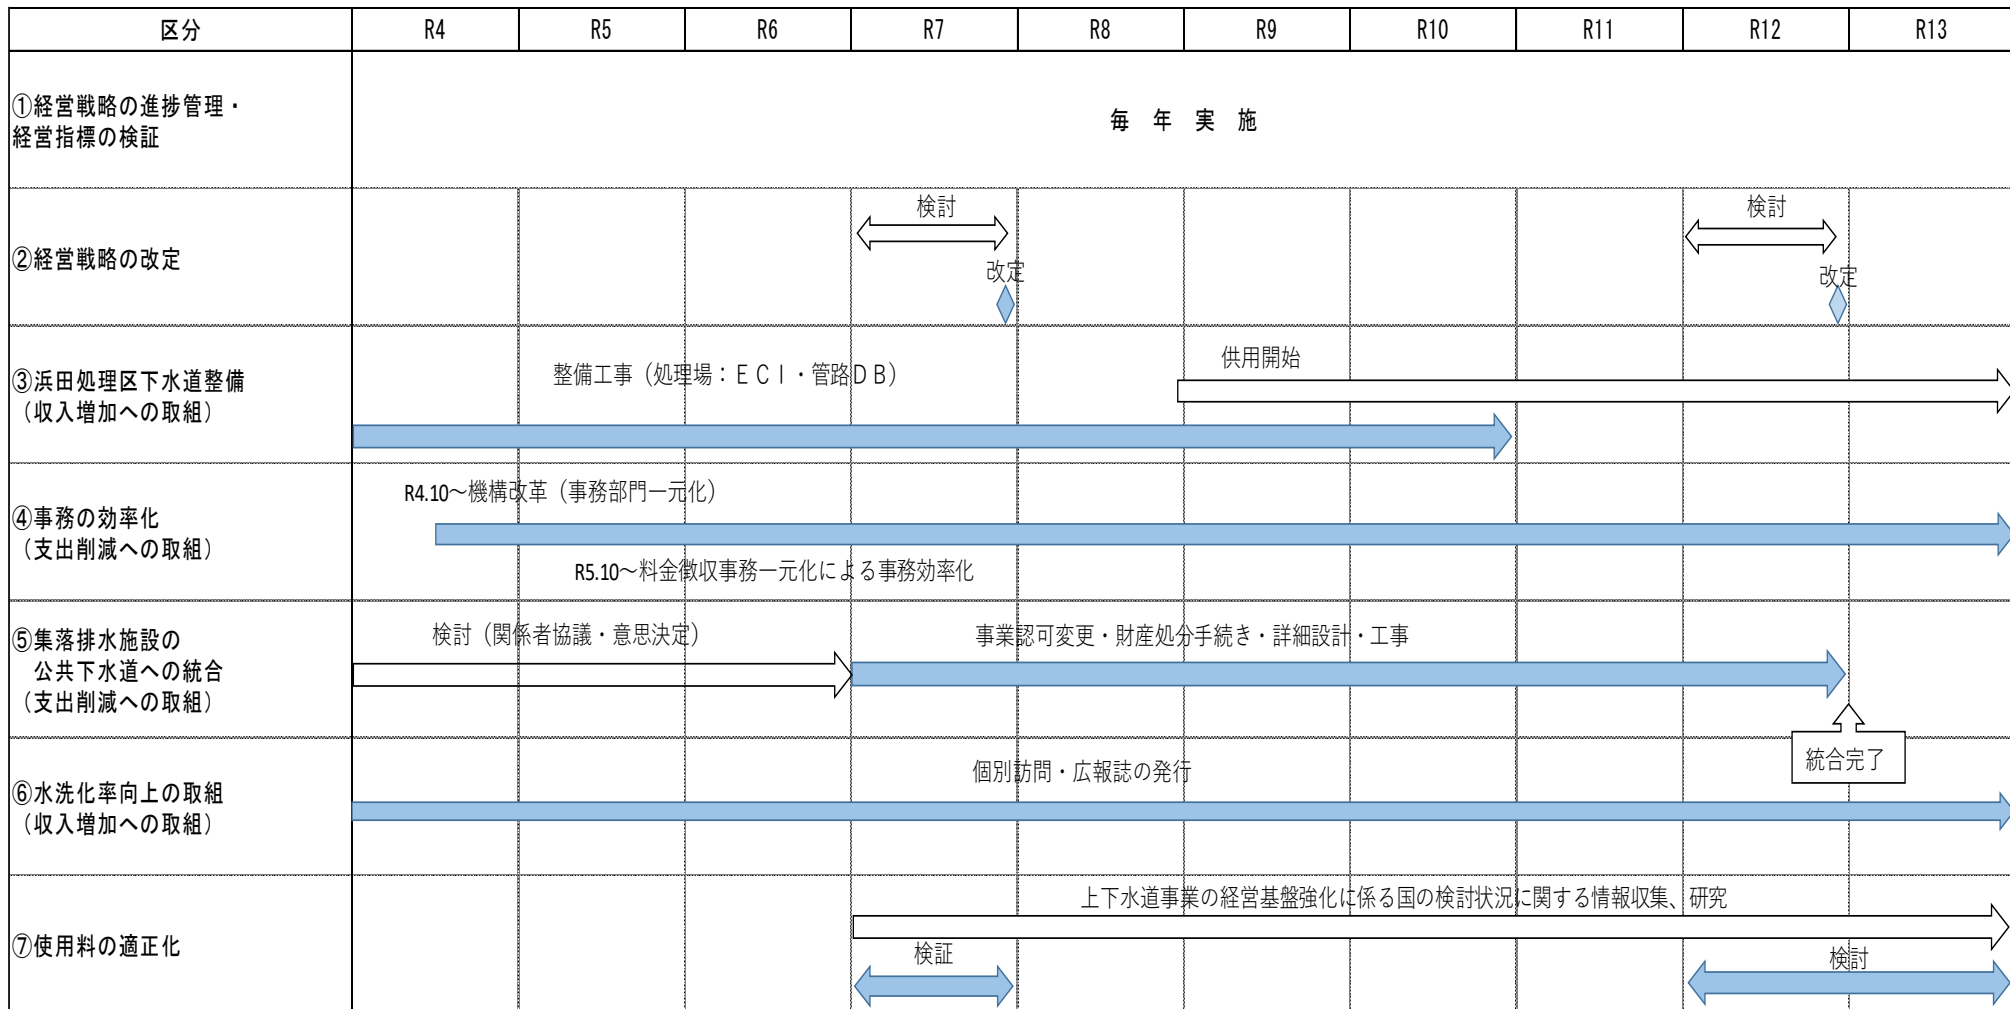 区分 R4 R5 R6 R7 R8 R9 R10 R11 R12 R13
①経営戦略の進捗管理・
経営指標の検証
毎 年 実 施
②経営戦略の改定
検討
改定
検討
改定
③浜田処理区下水道整備
（収入増加への取組）
整備工事（処理場：ＥＣＩ・管路ＤＢ）
供用開始
④事務の効率化
（支出削減への取組）
R4.10～機構改革（事務部門一元化）
R5.10～料金徴収事務一元化による事務効率化
⑤集落排水施設の
　公共下水道への統合
（支出削減への取組）
検討（関係者協議・意思決定）
事業認可変更・財産処分手続き・詳細設計・工事
統合完了
⑥水洗化率向上の取組
（収入増加への取組）
個別訪問・広報誌の発行
⑦使用料の適正化
上下水道事業の経営基盤強化に係る国の検討状況に関する情報収集、研究
検証
検討